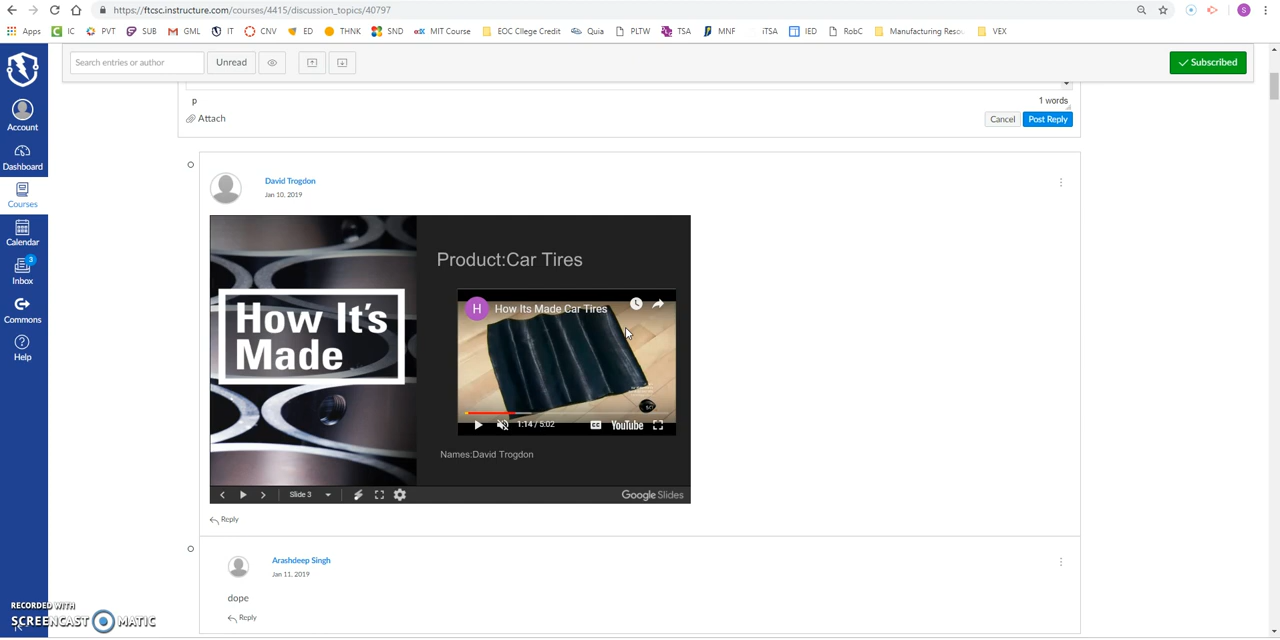 https://ftcsc.instructure.com/courses/4415/discussion_topics/40797
S
Apps
IC
PVT
SUB
GML
IT
CNV
ED
THNK
SND
MIT Course
EOC Cllege Credit
Quia
PLTW
TSA
MNF
iTSA
IED
RobC
Manufacturing Resou
VEX
Search entries or author
Unread
Subscribed
Account
Dashboard
Courses
Calendar
3
Inbox
Commons
Help
p
1 words
Attach
Cancel
Post Reply
David Trogdon
Jan 10, 2019
How It's
Made
Product:Car Tires
H
How Its Made Car Tires
1:14 / 5:02
CC
YouTube
Names:David Trogdon
Slide 3
Google Slides
Reply
Arashdeep Singh
Jan 11, 2019
dope
Reply
RECORDED WITH
SCREENCAST MATIC